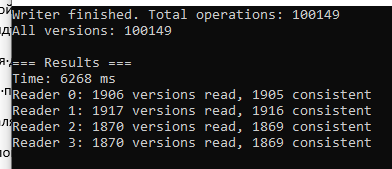 Writer finished. Total operations: 100149
All versions: 100149
=== Results ===
Time: 6268 ms
Reader 0: 1906 versions read, 1905 consistent
Reader 1: 1917 versions read, 1916 consistent
Reader 2: 1870 versions read, 1869 consistent
Reader 3: 1870 versions read, 1869 consistent